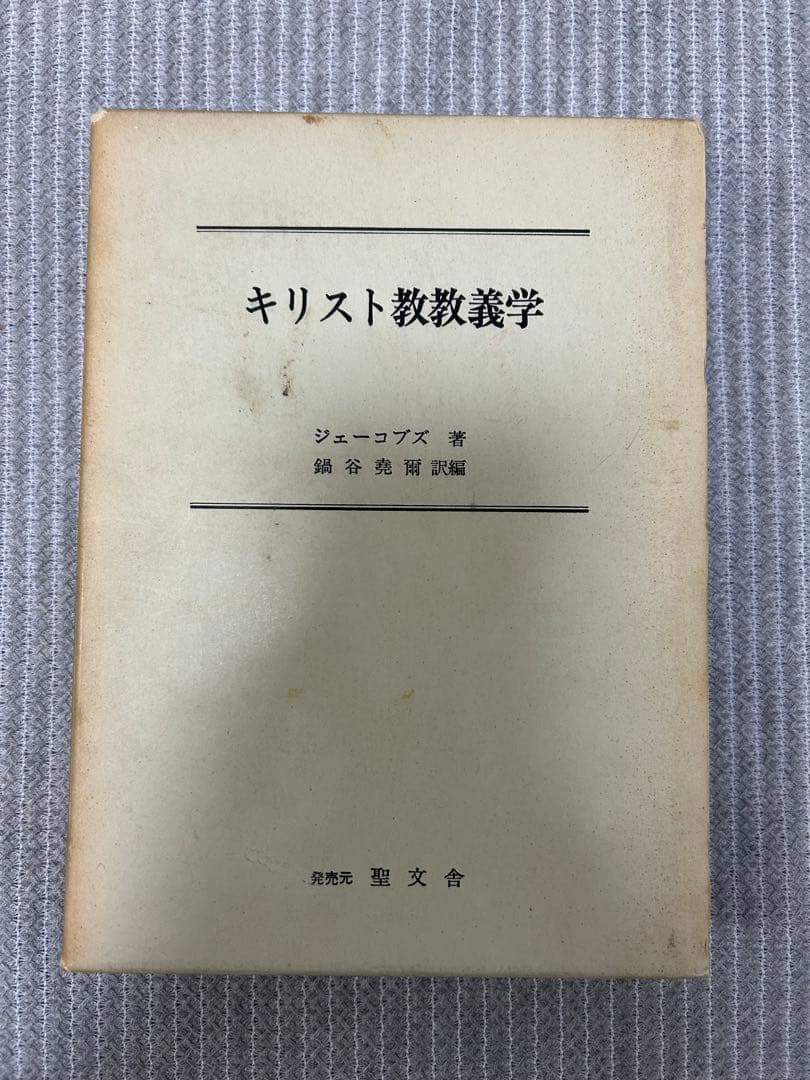 キリスト教教義学
ジェーコブズ 著
鍋谷堯爾 訳編
発売元 聖文舎